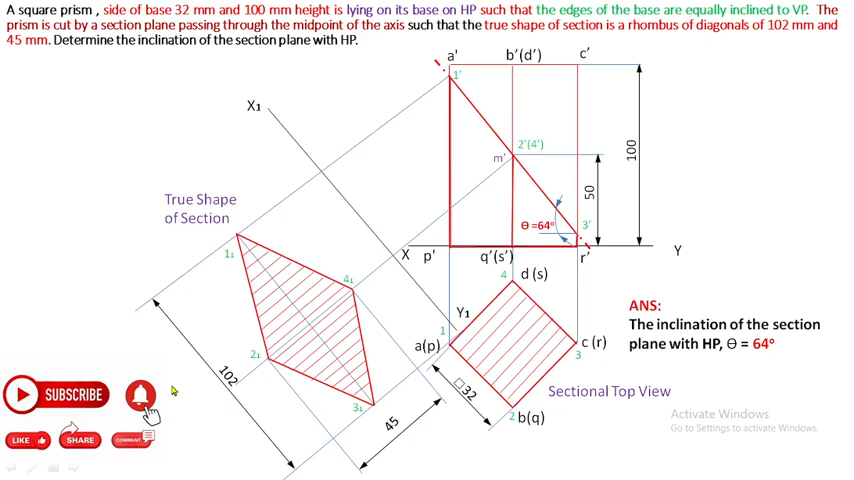 A square prism , side of base 32 mm and 100 mm height is lying on its base on HP such that the edges of the base are equally inclined to VP. The
prism is cut by a section plane passing through the midpoint of the axis such that the true shape of section is a rhombus of diagonals of 102 mm and
45 mm. Determine the inclination of the section plane with HP.
a' b'(d') c'
1'
X1
2'(4')
m'
100
50
True Shape
of Section
Ɵ =64°
3'
11
X p' q'(s') r' Y
4 d (s)
41
Y1
1
a(p)
c (r)
3
21
ANS:
The inclination of the section
plane with HP, Ɵ = 64°
102
□32
31
Sectional Top View
2 b(q)
45
SUBSCRIBE
LIKE SHARE COMMENT
Activate Windows
Go to Settings to activate Windows.